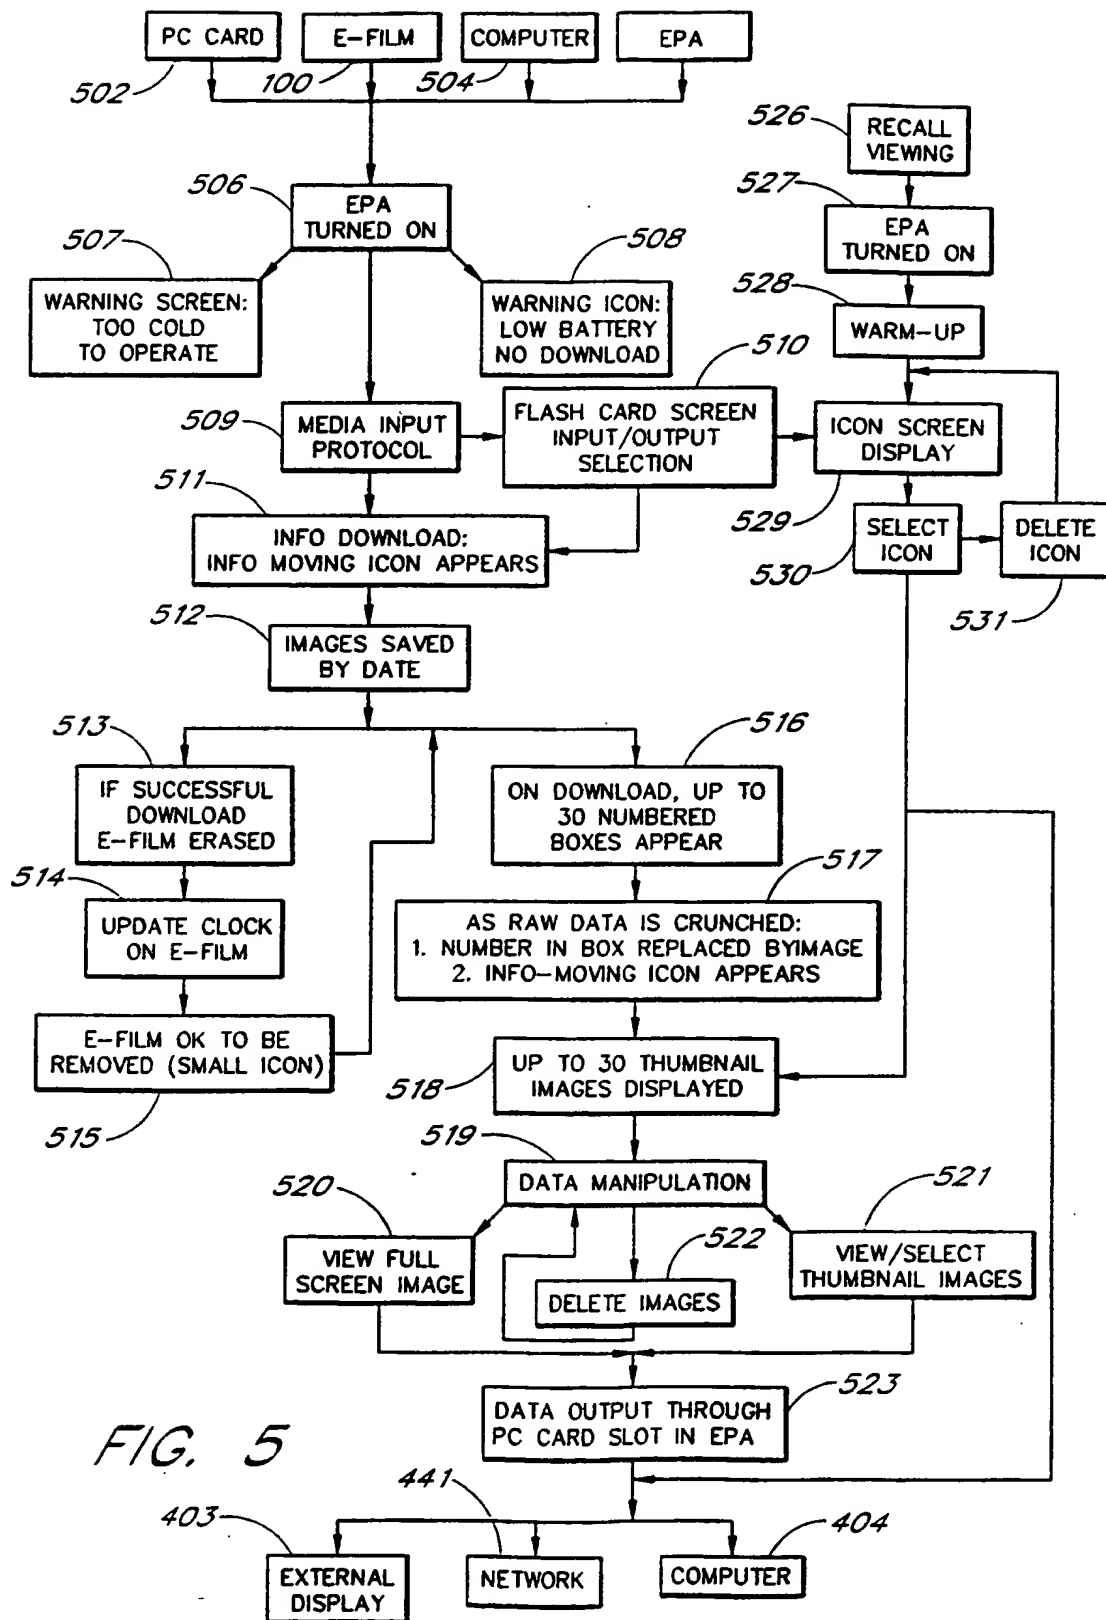 PC CARD
E-FILM
COMPUTER
EPA
502
100
504
526
RECALL
VIEWING
506
EPA
TURNED ON
527
EPA
TURNED ON
507
WARNING SCREEN:
TOO COLD
TO OPERATE
508
WARNING ICON:
LOW BATTERY
NO DOWNLOAD
528
WARM-UP
510
509
MEDIA INPUT
PROTOCOL
FLASH CARD SCREEN
INPUT/OUTPUT
SELECTION
ICON SCREEN
DISPLAY
529
511
INFO DOWNLOAD:
INFO MOVING ICON APPEARS
SELECT
ICON
530
DELETE
ICON
531
512
IMAGES SAVED
BY DATE
513
IF SUCCESSFUL
DOWNLOAD
E-FILM ERASED
516
ON DOWNLOAD, UP TO
30 NUMBERED
BOXES APPEAR
514
UPDATE CLOCK
ON E-FILM
517
AS RAW DATA IS CRUNCHED:
1. NUMBER IN BOX REPLACED BYIMAGE
2. INFO-MOVING ICON APPEARS
E-FILM OK TO BE
REMOVED (SMALL ICON)
515
518
UP TO 30 THUMBNAIL
IMAGES DISPLAYED
519
DATA MANIPULATION
520
VIEW FULL
SCREEN IMAGE
522
DELETE IMAGES
521
VIEW/SELECT
THUMBNAIL IMAGES
523
DATA OUTPUT THROUGH
PC CARD SLOT IN EPA
FIG. 5
403
EXTERNAL
DISPLAY
441
NETWORK
404
COMPUTER